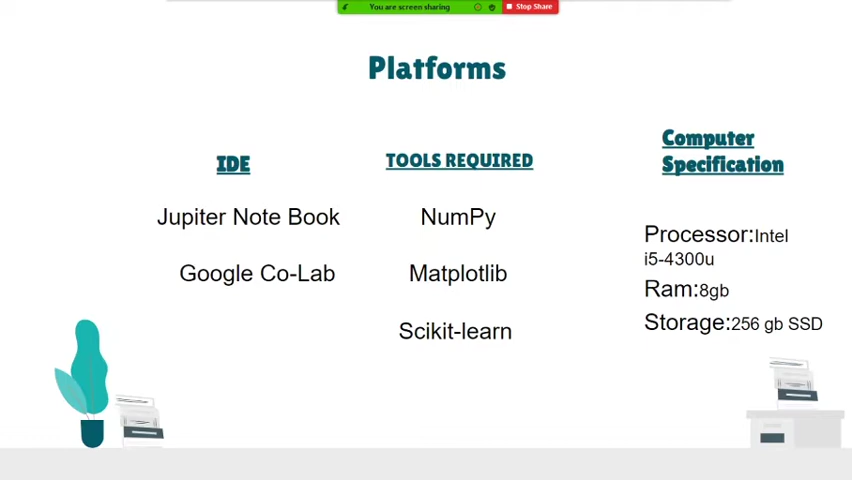 You are screen sharing
Stop Share
Platforms
IDE
Jupiter Note Book
Google Co-Lab
TOOLS REQUIRED
NumPy
Matplotlib
Scikit-learn
Computer
Specification
Processor:Intel
i5-4300u
Ram:8gb
Storage:256 gb SSD